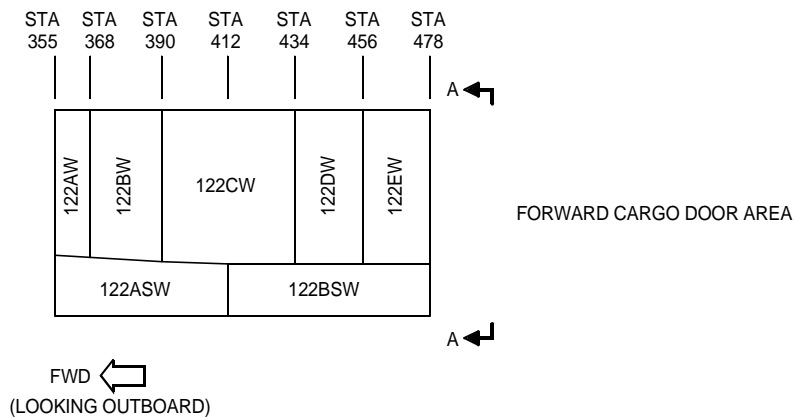 STA STA STA STA STA STA STA
355 368 390 412 434 456 478
A
122AW 122BW 122CW 122DW 122EW
FORWARD CARGO DOOR AREA
122ASW 122BSW
A
FWD
(LOOKING OUTBOARD)